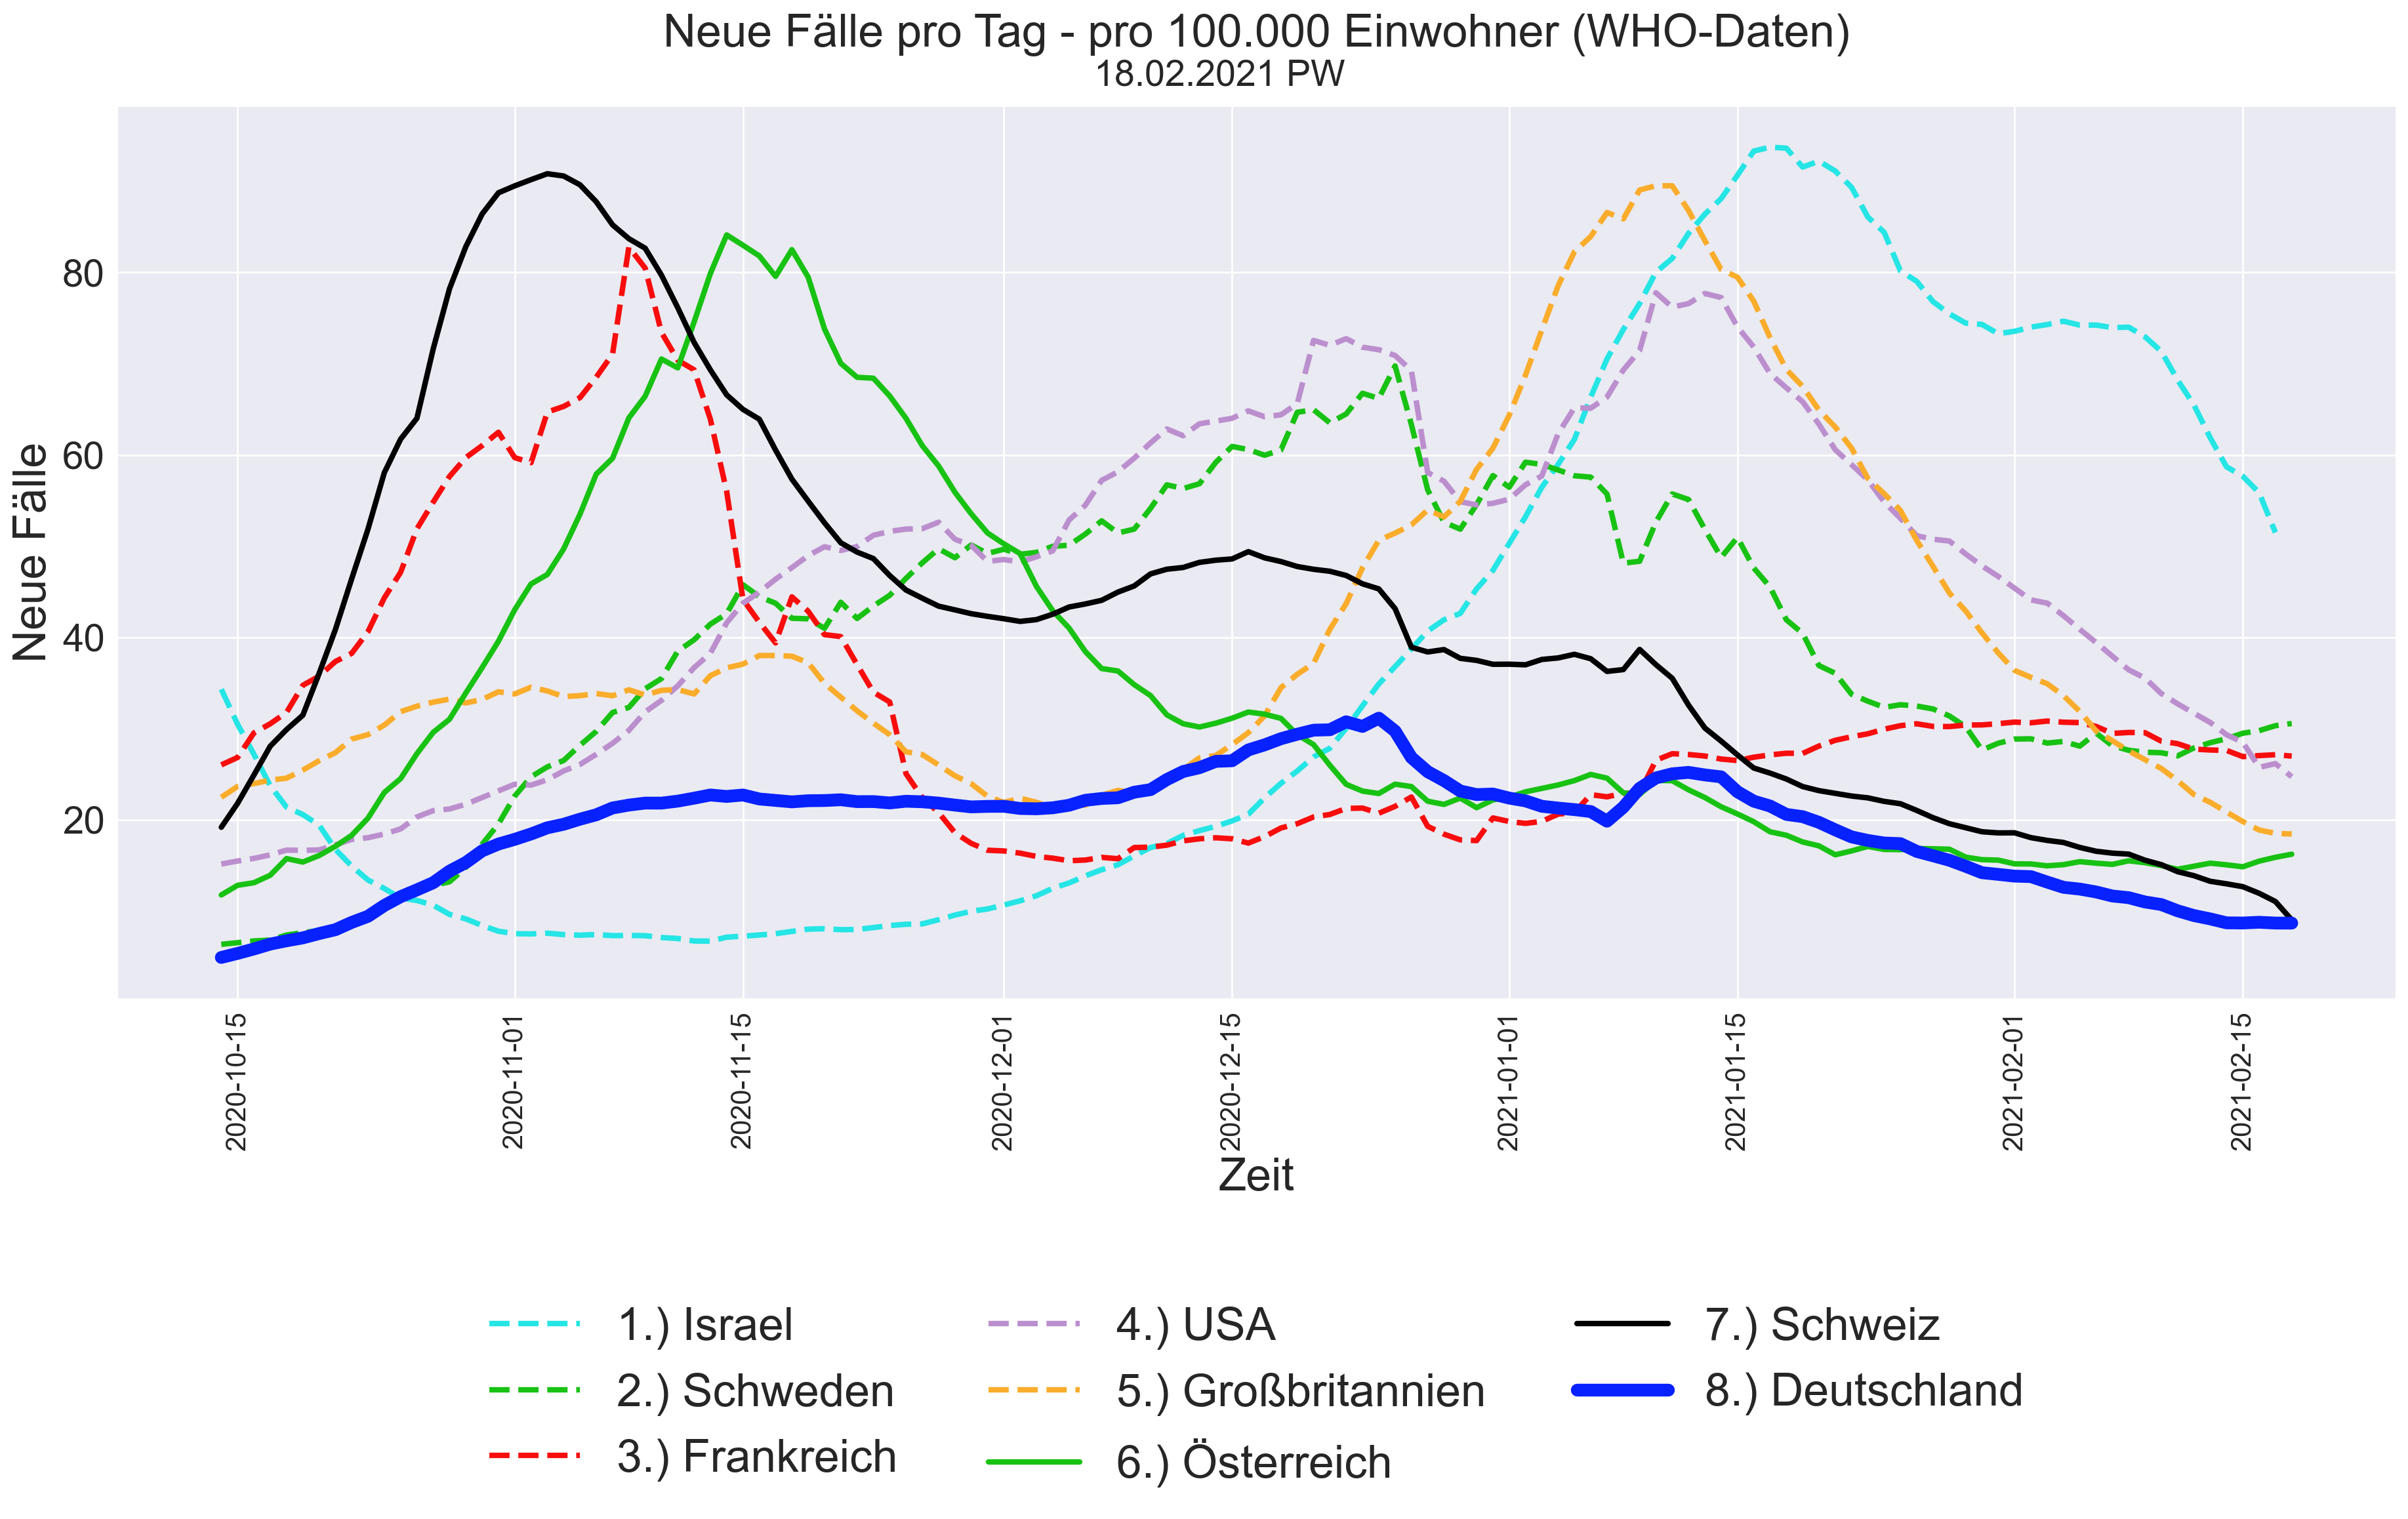 Neue Fälle pro Tag - pro 100.000 Einwohner (WHO-Daten)
18.02.2021 PW
Neue Fälle
80
60
40
20
2020-10-15
2020-11-01
2020-11-15
2020-12-01
2020-12-15
2021-01-01
2021-01-15
2021-02-01
2021-02-15
Zeit
1.) Israel
2.) Schweden
3.) Frankreich
4.) USA
5.) Großbritannien
6.) Österreich
7.) Schweiz
8.) Deutschland